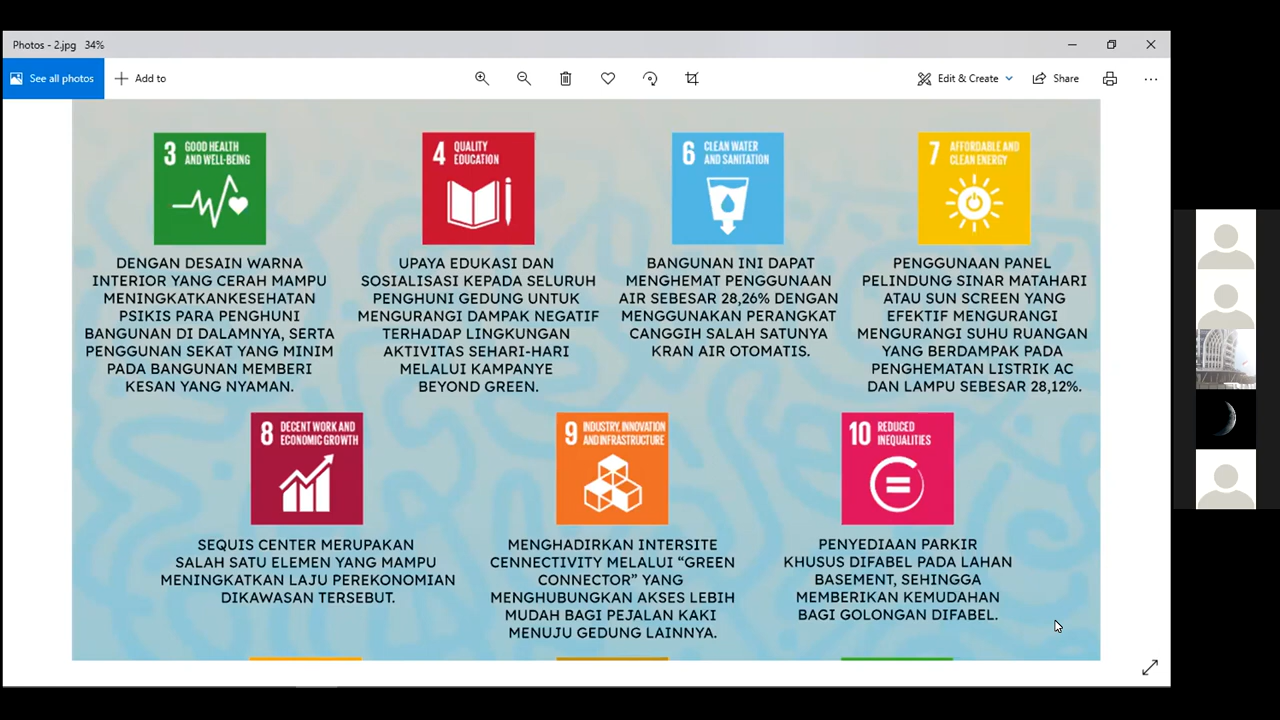 Photos - 2.jpg 34%
See all photos
Add to
Edit & Create
Share
3 GOOD HEALTH
AND WELL-BEING
DENGAN DESAIN WARNA
INTERIOR YANG CERAH MAMPU
MENINGKATKANKESEHATAN
PSIKIS PARA PENGHUNI
BANGUNAN DI DALAMNYA, SERTA
PENGGUNAN SEKAT YANG MINIM
PADA BANGUNAN MEMBERI
KESAN YANG NYAMAN.
4 QUALITY
EDUCATION
UPAYA EDUKASI DAN
SOSIALISASI KEPADA SELURUH
PENGHUNI GEDUNG UNTUK
MENGURANGI DAMPAK NEGATIF
TERHADAP LINGKUNGAN
AKTIVITAS SEHARI-HARI
MELALUI KAMPANYE
BEYOND GREEN.
6 CLEAN WATER
AND SANITATION
BANGUNAN INI DAPAT
MENGHEMAT PENGGUNAAN
AIR SEBESAR 28,26% DENGAN
MENGGUNAKAN PERANGKAT
CANGGIH SALAH SATUNYA
KRAN AIR OTOMATIS.
7 AFFORDABLE AND
CLEAN ENERGY
PENGGUNAAN PANEL
PELINDUNG SINAR MATAHARI
ATAU SUN SCREEN YANG
EFEKTIF MENGURANGI
MENGURANGI SUHU RUANGAN
YANG BERDAMPAK PADA
PENGHEMATAN LISTRIK AC
DAN LAMPU SEBESAR 28,12%.
8 DECENT WORK AND
ECONOMIC GROWTH
SEQUIS CENTER MERUPAKAN
SALAH SATU ELEMEN YANG MAMPU
MENINGKATKAN LAJU PEREKONOMIAN
DIKAWASAN TERSEBUT.
9 INDUSTRY, INNOVATION
AND INFRASTRUCTURE
MENGHADIRKAN INTERSITE
CENNECTIVITY MELALUI “GREEN
CONNECTOR” YANG
MENGHUBUNGKAN AKSES LEBIH
MUDAH BAGI PEJALAN KAKI
MENUJU GEDUNG LAINNYA.
10 REDUCED
INEQUALITIES
PENYEDIAAN PARKIR
KHUSUS DIFABEL PADA LAHAN
BASEMENT, SEHINGGA
MEMBERIKAN KEMUDAHAN
BAGI GOLONGAN DIFABEL.